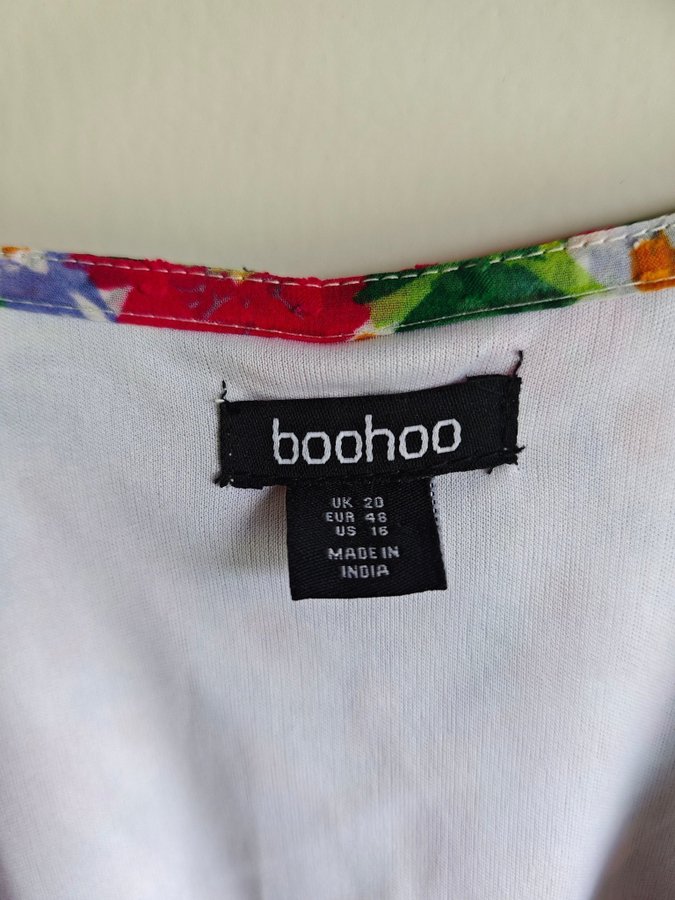 boohoo
UK 20
EUR 48
US 16
MADE IN
INDIA